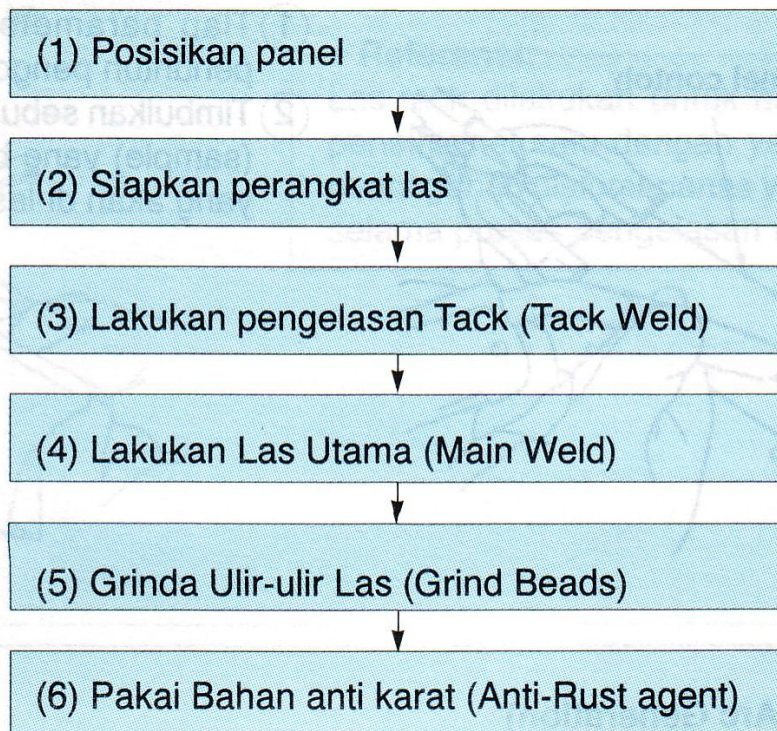 (1) Posisikan panel
(2) Siapkan perangkat las
(3) Lakukan pengelasan Tack (Tack Weld)
(4) Lakukan Las Utama (Main Weld)
(5) Grinda Ulir-ulir Las (Grind Beads)
(6) Pakai Bahan anti karat (Anti-Rust agent)